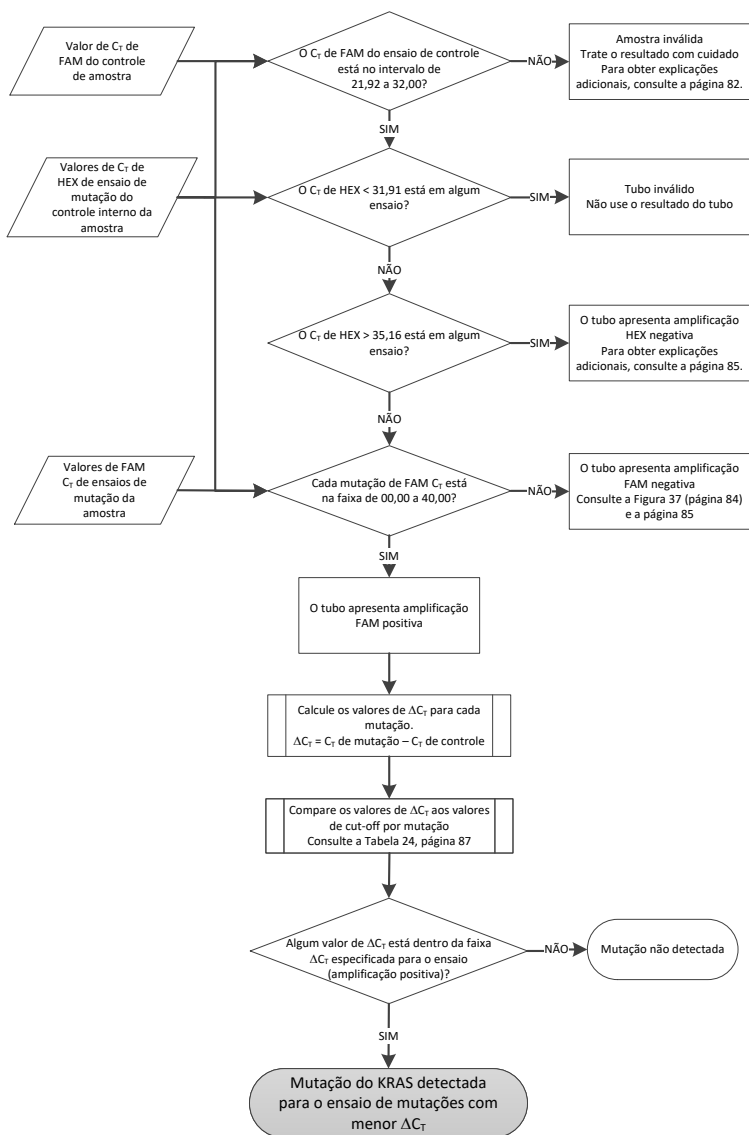 Valor de CT de
FAM do controle
de amostra
O CT de FAM do ensaio de controle
está no intervalo de
21,92 a 32,00?
NÃO
Amostra inválida
Trate o resultado com cuidado
Para obter explicações
adicionais, consulte a página 82.
SIM
Valores de CT de
HEX de ensaio de
mutação do
controle interno da
amostra
O CT de HEX < 31,91 está em algum
ensaio?
SIM
Tubo inválido
Não use o resultado do tubo
NÃO
O CT de HEX > 35,16 está em algum
ensaio?
SIM
O tubo apresenta amplificação
HEX negativa
Para obter explicações
adicionais, consulte a página 85.
NÃO
Valores de FAM
CT de ensaios de
mutação da
amostra
Cada mutação de FAM CT está
na faixa de 00,00 a 40,00?
NÃO
O tubo apresenta amplificação
FAM negativa
Consulte a Figura 37 (página 84)
e a página 85
SIM
O tubo apresenta amplificação
FAM positiva
Calcule os valores de ΔCT para cada
mutação.
ΔCT = CT de mutação – CT de controle
Compare os valores de ΔCT aos valores
de cut-off por mutação
Consulte a Tabela 24, página 87
Algum valor de ΔCT está dentro da faixa
ΔCT especificada para o ensaio
(amplificação positiva)?
NÃO
Mutação não detectada
SIM
Mutação do KRAS detectada
para o ensaio de mutações com
menor ΔCT